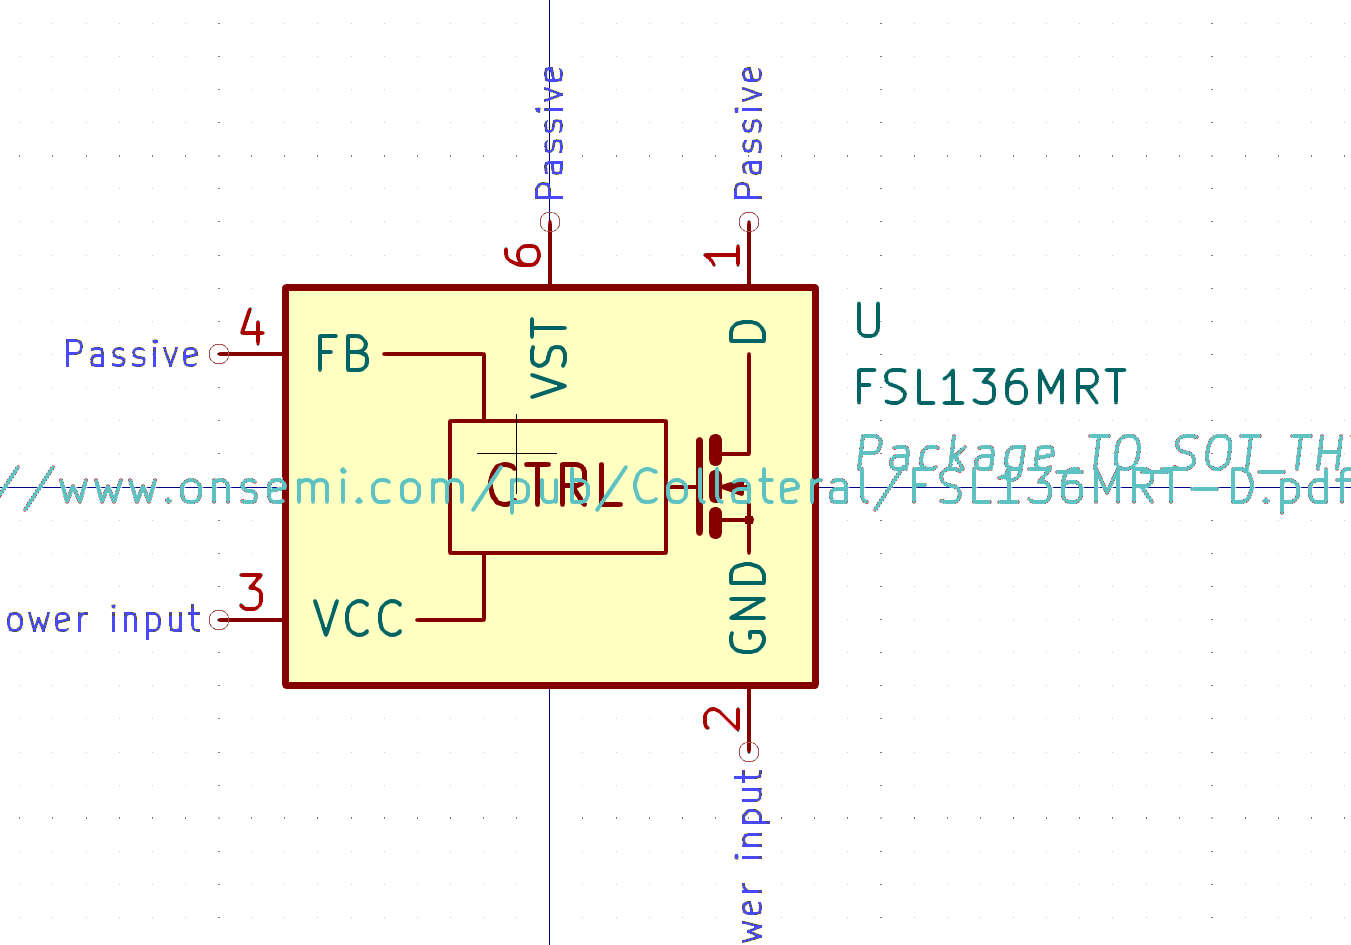 Passive
Passive
6
1
4
Passive
FB
VST
D
U
FSL136MRT
Package_TO_SOT_TH
//www.onsemi.com/pub/Collateral/FSL136MRT-D.pdf
CTRL
3
ower input
VCC
GND
2
wer input